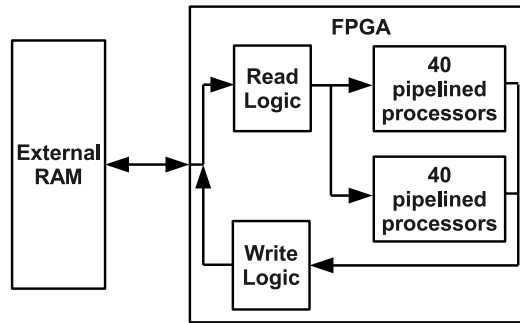 FPGA
External
RAM
Read
Logic
40
pipelined
processors
40
pipelined
processors
Write
Logic